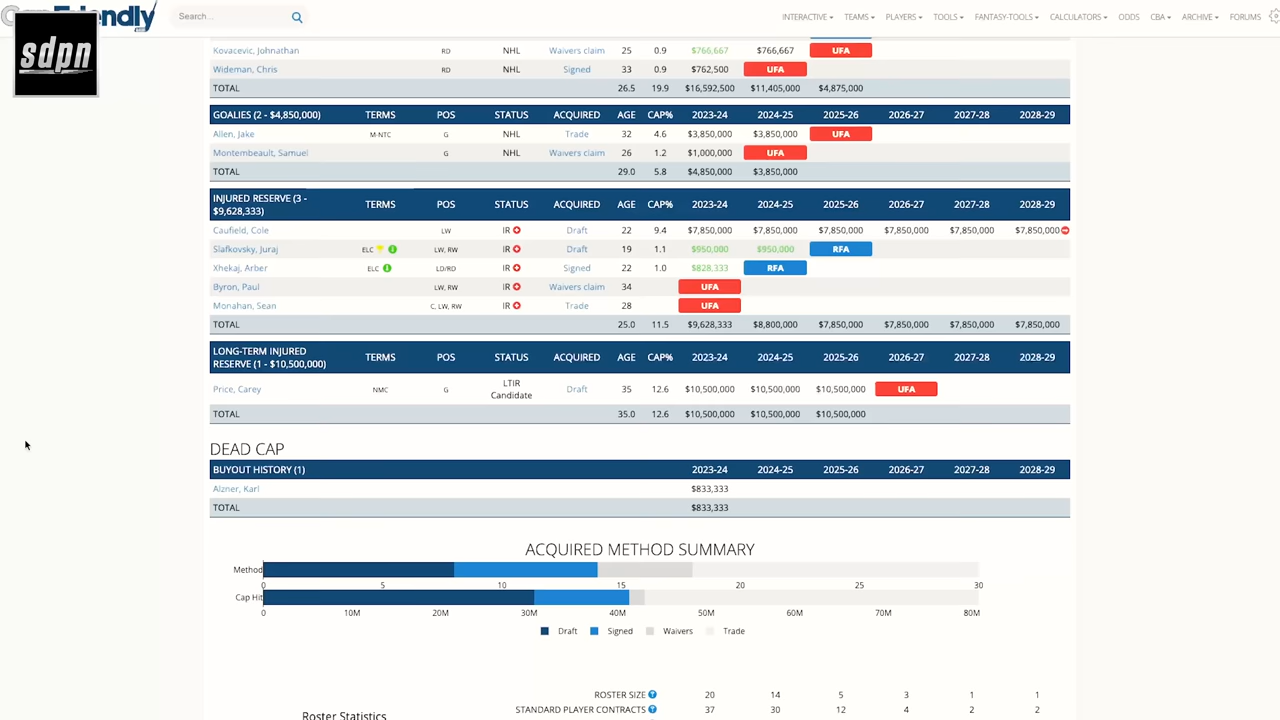 Friendly
Search...
INTERACTIVE TEAMS PLAYERS TOOLS FANTASY-TOOLS CALCULATORS ODDS CBA ARCHIVE FORUMS
sdpn
Kovacevic, Johnathan RD NHL Waivers claim 25 0.9 $766,667 $766,667 UFA
Wideman, Chris RD NHL Signed 33 0.9 $762,500 UFA
TOTAL 26.5 19.9 $16,592,500 $11,405,000 $4,875,000
GOALIES (2 - $4,850,000) TERMS POS STATUS ACQUIRED AGE CAP% 2023-24 2024-25 2025-26 2026-27 2027-28 2028-29
Allen, Jake M-NTC G NHL Trade 32 4.6 $3,850,000 $3,850,000 UFA
Montembeault, Samuel G NHL Waivers claim 26 1.2 $1,000,000 UFA
TOTAL 29.0 5.8 $4,850,000 $3,850,000
INJURED RESERVE (3 -
$9,628,333) TERMS POS STATUS ACQUIRED AGE CAP% 2023-24 2024-25 2025-26 2026-27 2027-28 2028-29
Caufield, Cole LW IR Draft 22 9.4 $7,850,000 $7,850,000 $7,850,000 $7,850,000 $7,850,000 $7,850,000
Slafkovsky, Juraj ELC LW, RW IR Draft 19 1.1 $950,000 $950,000 RFA
Xhekaj, Arber ELC LD/RD IR Signed 22 1.0 $828,333 RFA
Byron, Paul LW, RW IR Waivers claim 34 UFA
Monahan, Sean C, LW, RW IR Trade 28 UFA
TOTAL 25.0 11.5 $9,628,333 $8,800,000 $7,850,000 $7,850,000 $7,850,000 $7,850,000
LONG-TERM INJURED
RESERVE (1 - $10,500,000) TERMS POS STATUS ACQUIRED AGE CAP% 2023-24 2024-25 2025-26 2026-27 2027-28 2028-29
Price, Carey NMC G LTIR Candidate Draft 35 12.6 $10,500,000 $10,500,000 $10,500,000 UFA
TOTAL 35.0 12.6 $10,500,000 $10,500,000 $10,500,000
DEAD CAP
BUYOUT HISTORY (1) 2023-24 2024-25 2025-26 2026-27 2027-28 2028-29
Alzner, Karl $833,333
TOTAL $833,333
ACQUIRED METHOD SUMMARY
Method
0 5 10 15 20 25 30
Cap Hit
0 10M 20M 30M 40M 50M 60M 70M 80M
Draft Signed Waivers Trade
ROSTER SIZE 20 14 5 3 1 1
STANDARD PLAYER CONTRACTS 37 30 12 4 2 2
Roster Statistics